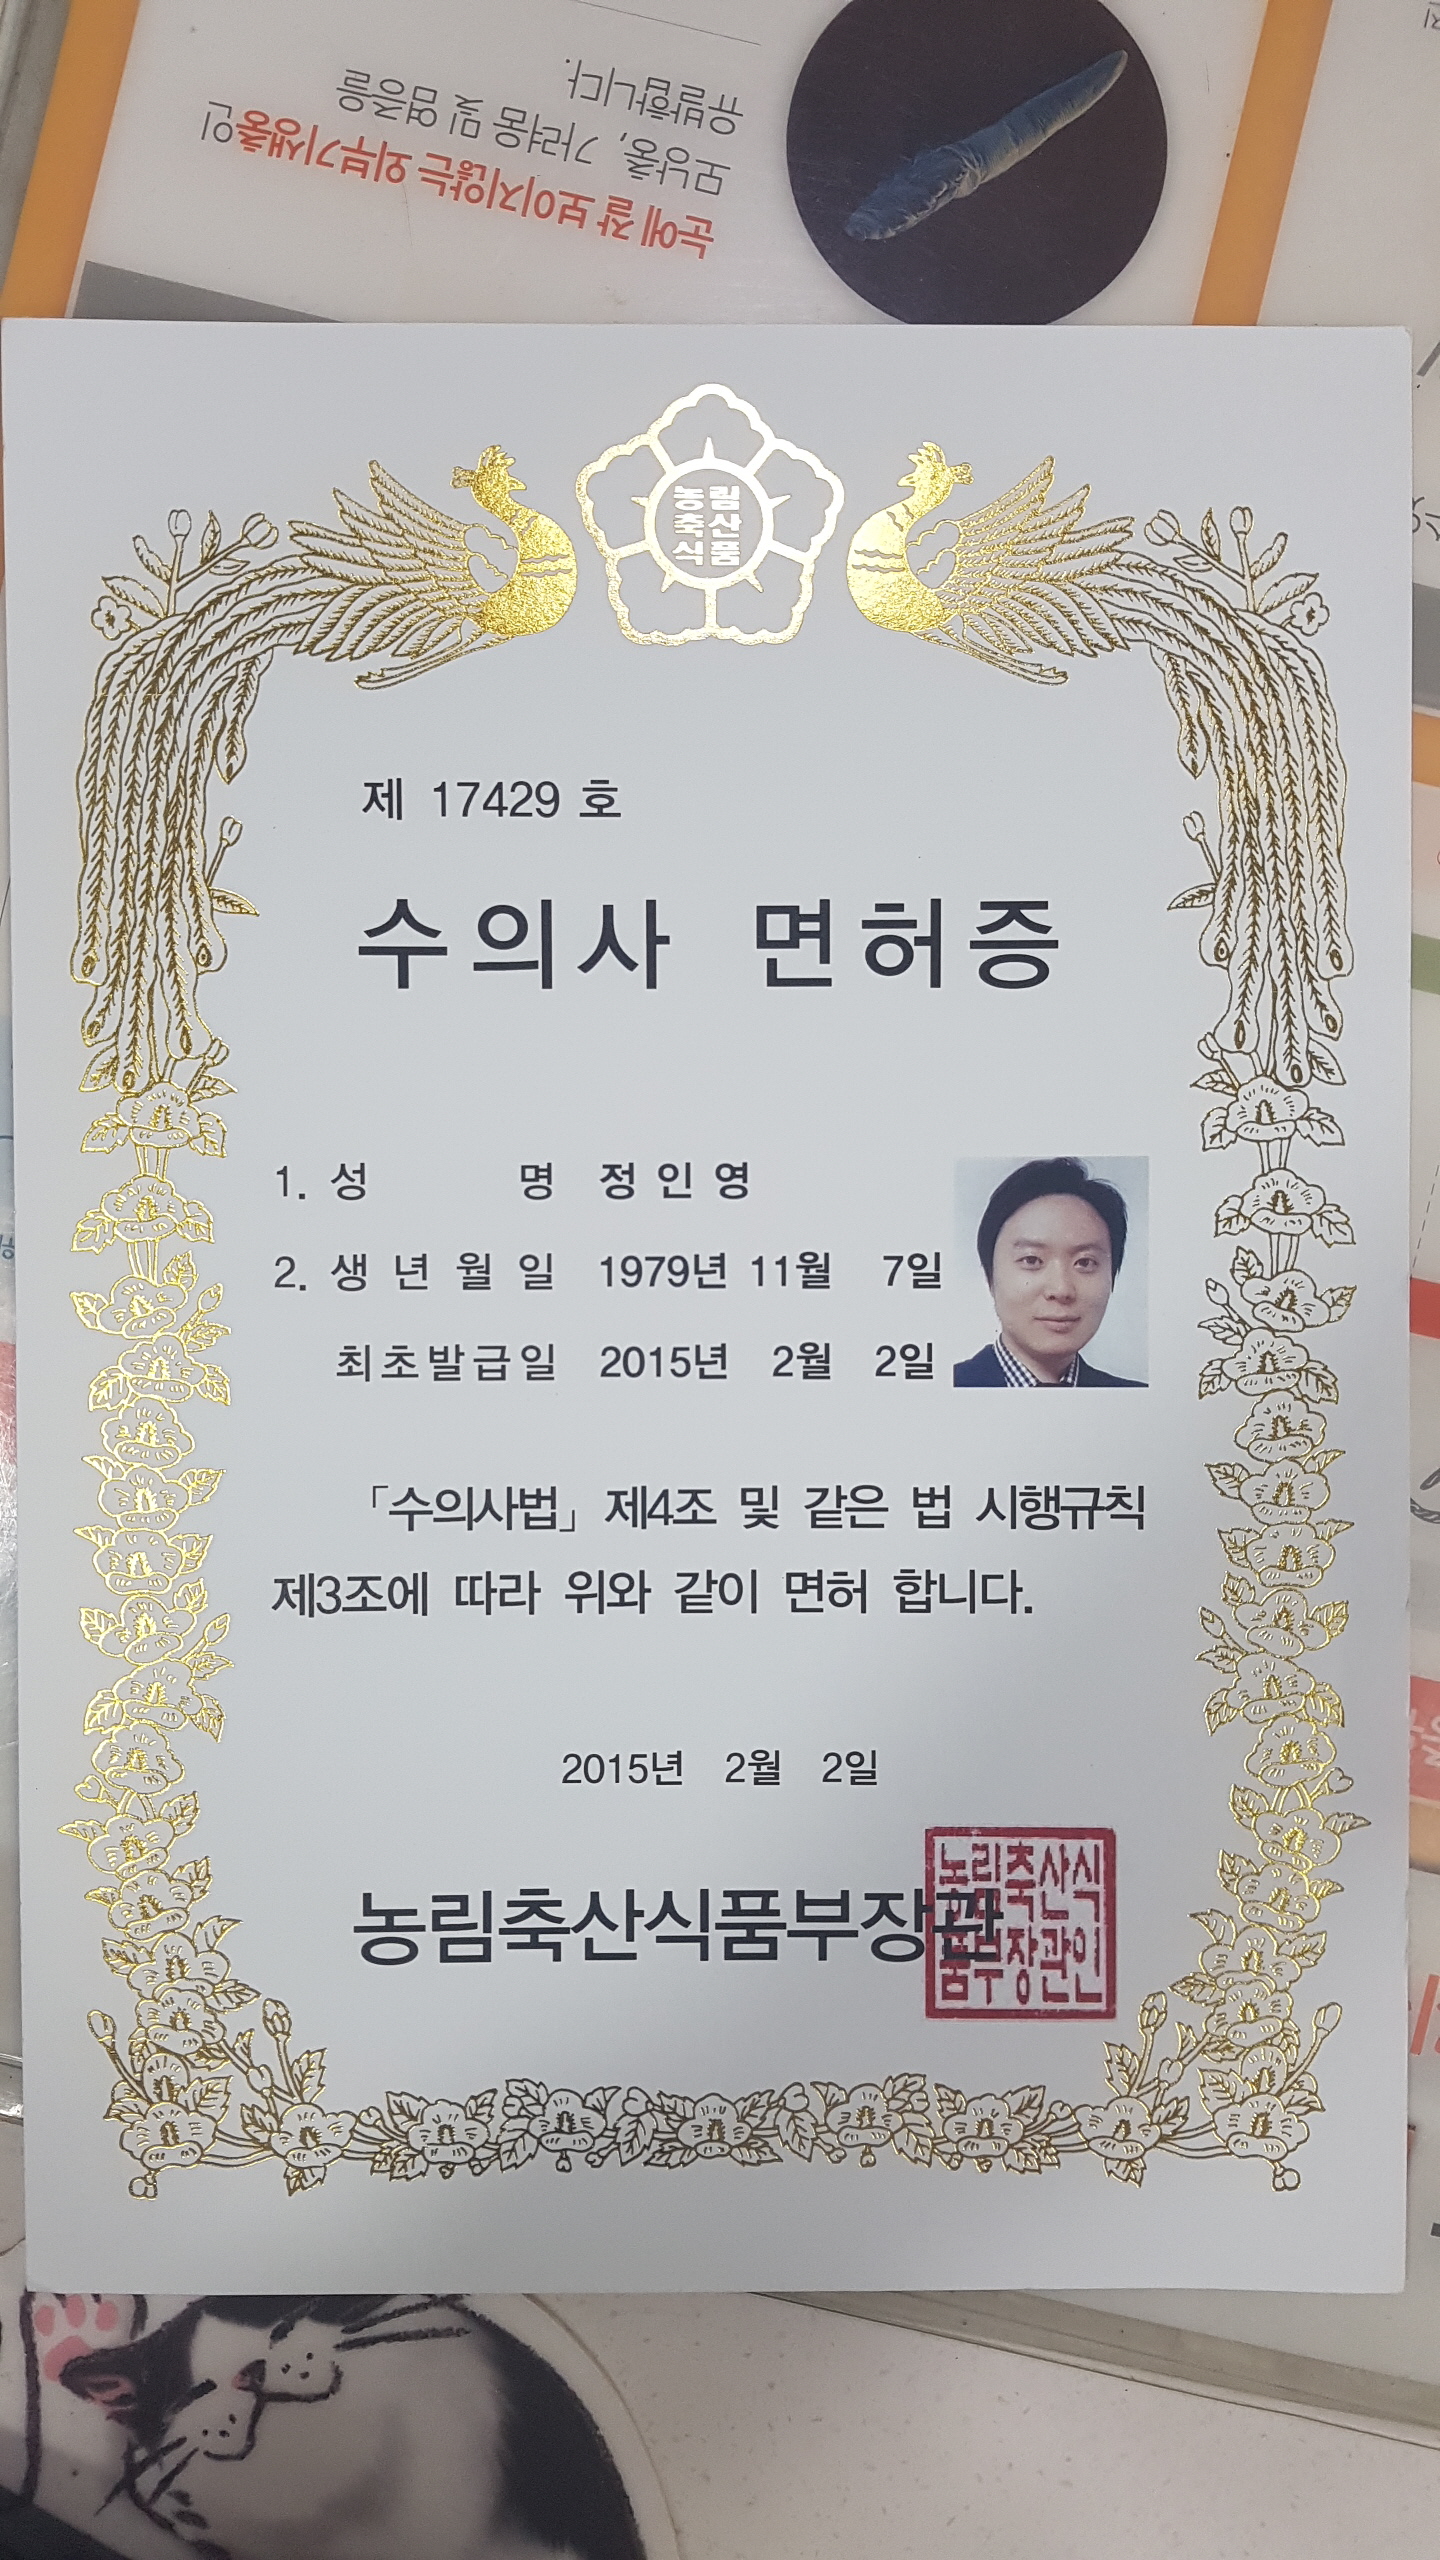 눈에 잘 보이지않는 외부기생충인
모낭충, 가려움 및 염증을
유발합니다.
농림
축산
식품
제 17429 호
수의사 면허증
1. 성 명 정 인 영
2. 생 년 월 일 1979년 11월 7일
최초발급일 2015년 2월 2일
「수의사법」 제4조 및 같은 법 시행규칙
제3조에 따라 위와 같이 면허 합니다.
2015년 2월 2일
농림축산식품부장관
농림축산식
품부장관인